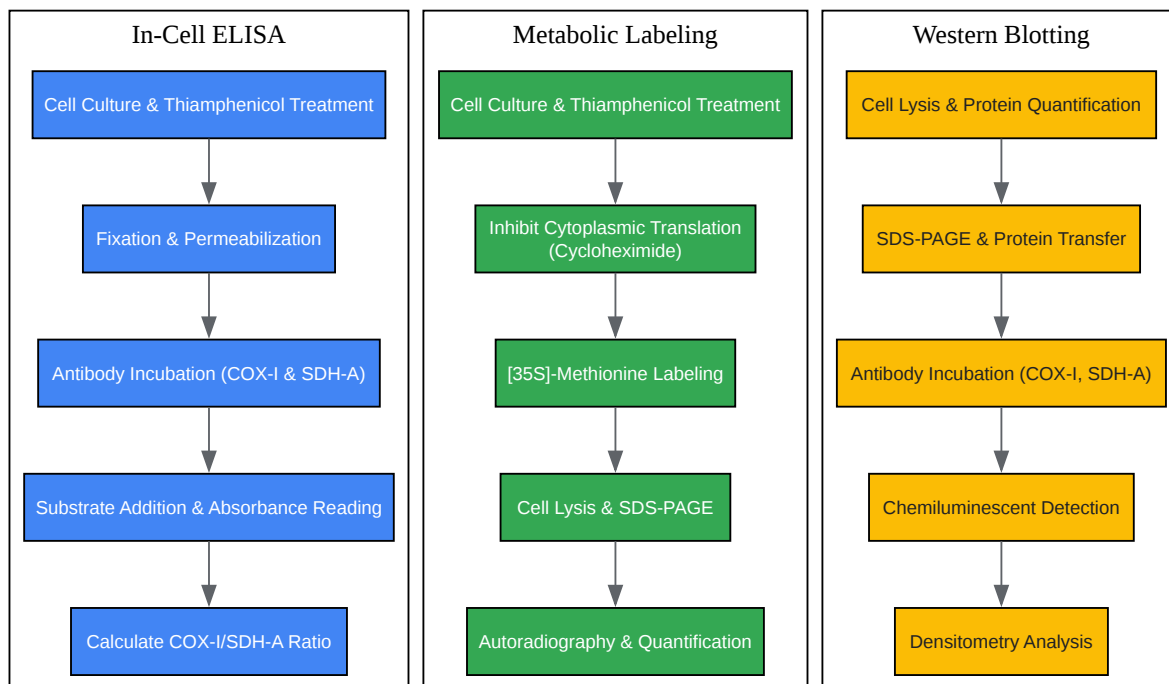 In-Cell ELISA
Cell Culture & Thiamphenicol Treatment
Fixation & Permeabilization
Antibody Incubation (COX-I & SDH-A)
Substrate Addition & Absorbance Reading
Calculate COX-I/SDH-A Ratio
Metabolic Labeling
Cell Culture & Thiamphenicol Treatment
Inhibit Cytoplasmic Translation
(Cycloheximide)
[35S]-Methionine Labeling
Cell Lysis & SDS-PAGE
Autoradiography & Quantification
Western Blotting
Cell Lysis & Protein Quantification
SDS-PAGE & Protein Transfer
Antibody Incubation (COX-I, SDH-A)
Chemiluminescent Detection
Densitometry Analysis